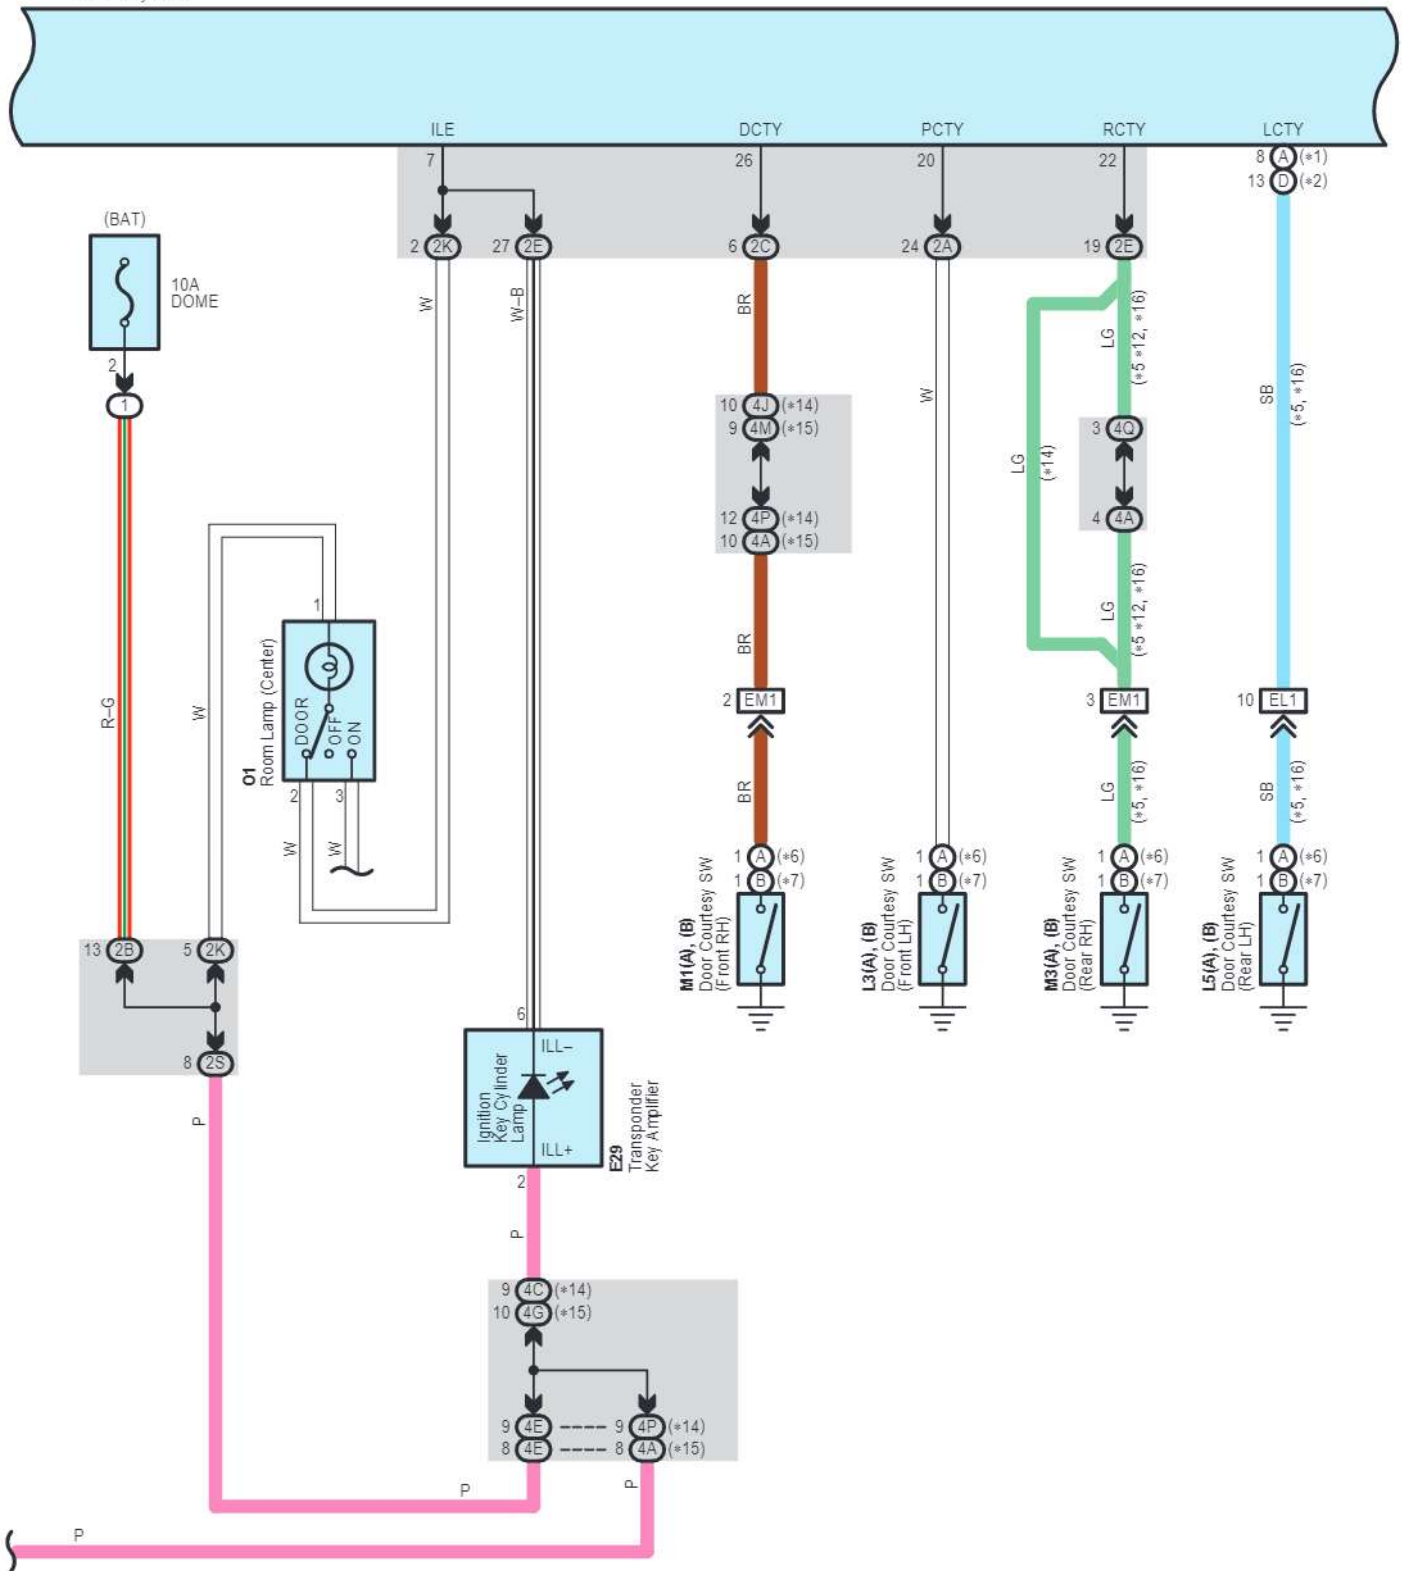 ILE DCTY PCTY RCTY LCTY
7 26 20 22 8 A (*1)
13 D (*2)
(BAT)
10A
DOME
2
1
2 2K 27 2E 6 2C 24 2A 19 2E
W W-B BR W LG (*5 *12, *16) SB (*5, *16)
10 4J (*14)
9 4M (*15)
12 4P (*14)
10 4A (*15)
LG (*14)
3 4Q
4 4A
BR LG (*5 *12, *16)
2 EM1 3 EM1 10 EL1
BR LG (*5, *16) SB (*5, *16)
R-G W
1
O1
Room Lamp (Center)
DOOR
OFF
ON
2 3
W W
1 A (*6) 1 A (*6) 1 A (*6) 1 A (*6)
1 B (*7) 1 B (*7) 1 B (*7) 1 B (*7)
M1(A), (B)
Door Courtesy SW
(Front RH)
L3(A), (B)
Door Courtesy SW
(Front LH)
M3(A), (B)
Door Courtesy SW
(Rear RH)
L5(A), (B)
Door Courtesy SW
(Rear LH)
13 2B 5 2K
8 2S
P
6
ILL-
Ignition
Key Cylinder
Lamp
ILL+
E29
Transponder
Key Amplifier
2
P
9 4C (*14)
10 4G (*15)
9 4E ---- 9 4P (*14)
8 4E ---- 8 4A (*15)
P P
P